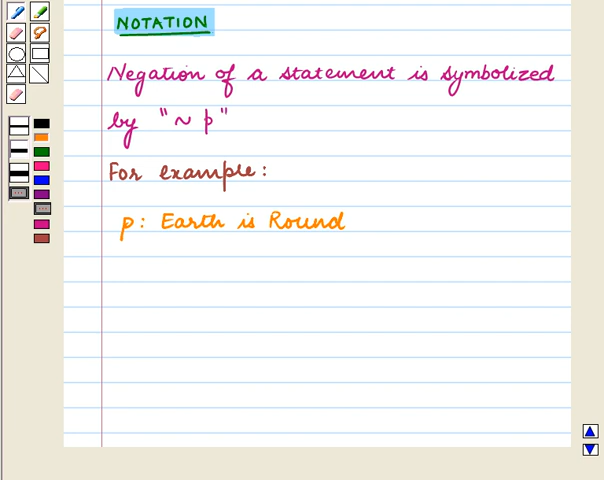 NOTATION
Negation of a statement is symbolized
by "~ p"
For example:
p: Earth is Round